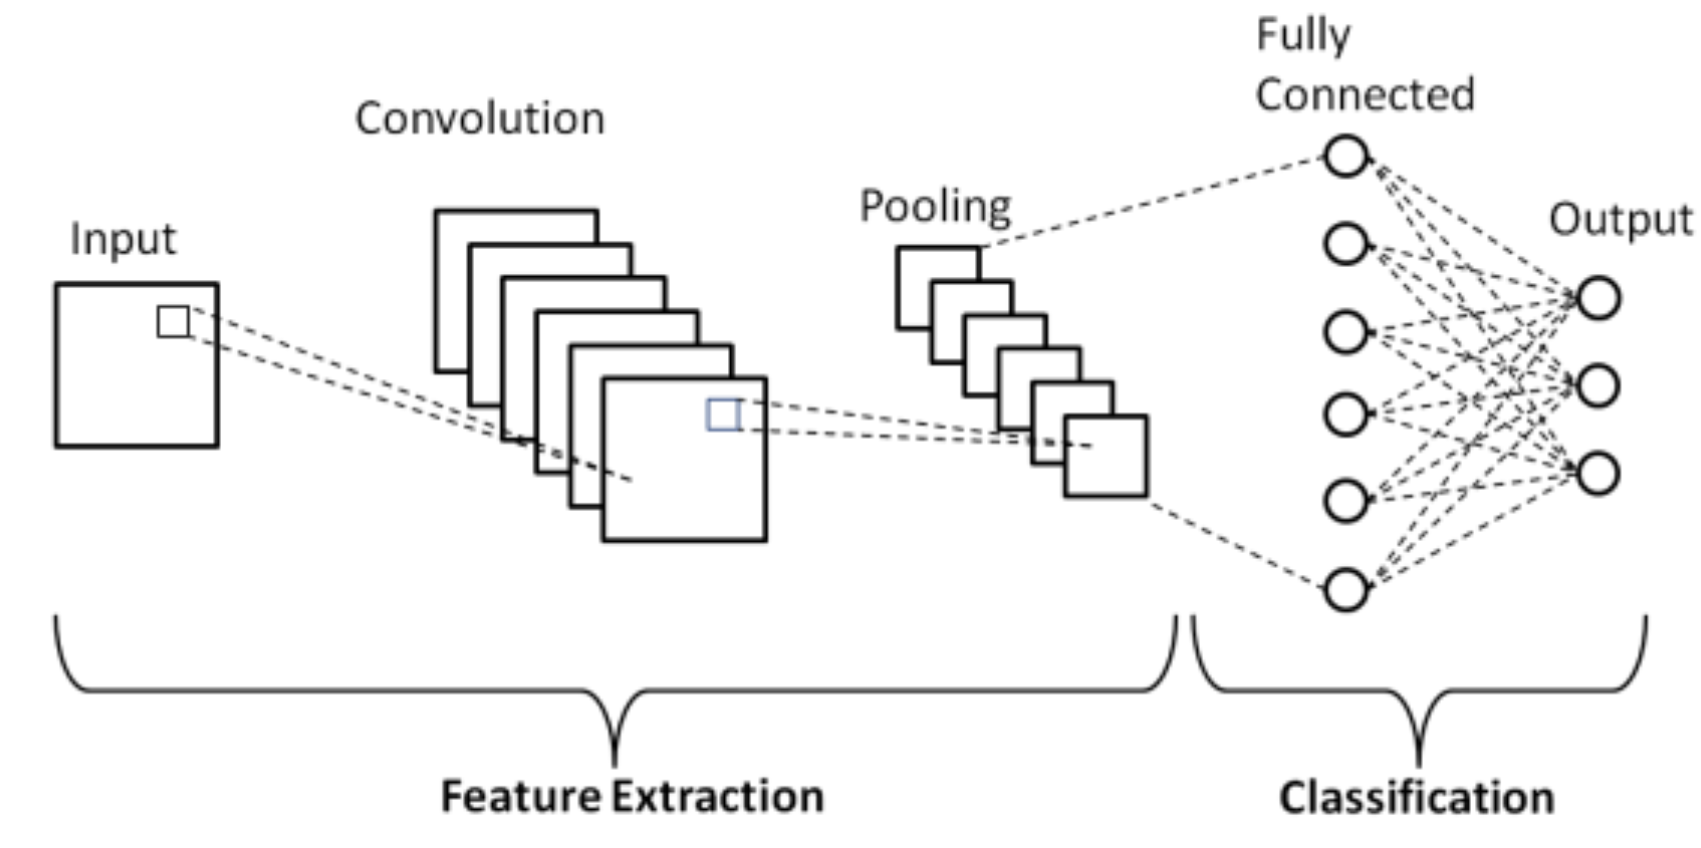 Input
Convolution
Pooling
Fully
Connected
Output
Feature Extraction
Classification